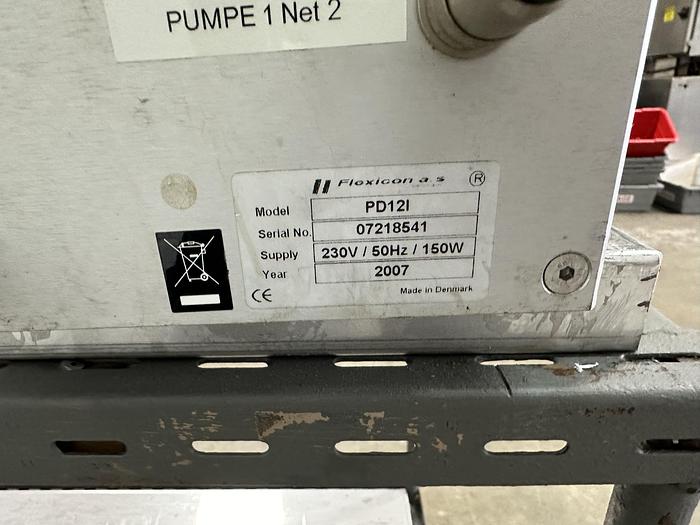 PUMPE 1 Net 2
Flexicon a/s ®
Model PD12I
Serial No. 07218541
Supply 230V / 50Hz / 150W
Year 2007
CE Made in Denmark